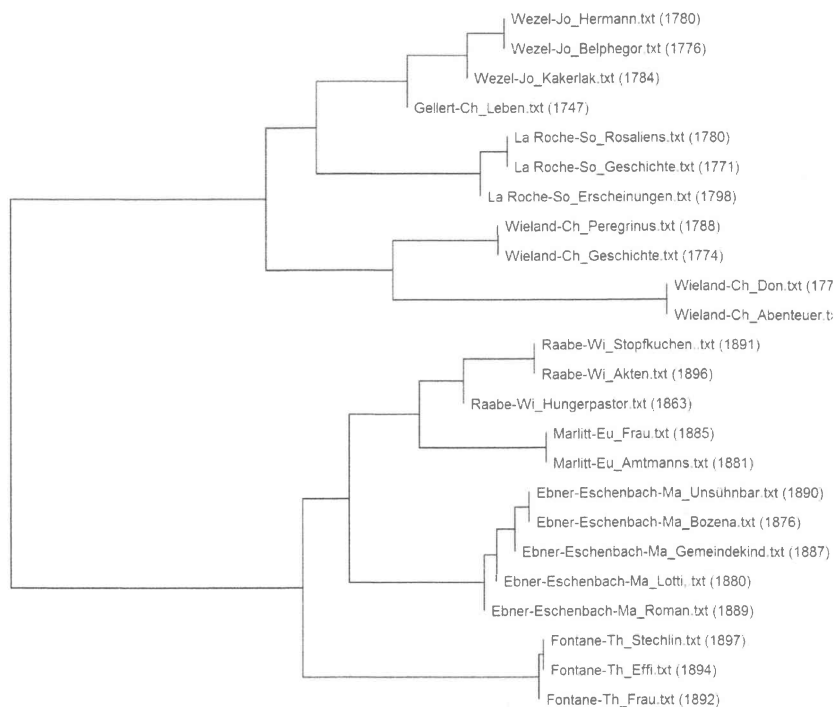 Wezel-Jo_Hermann.txt (1780)
Wezel-Jo_Belphegor.txt (1776)
Wezel-Jo_Kakerlak.txt (1784)
Gellert-Ch_Leben.txt (1747)
La Roche-So_Rosaliens.txt (1780)
La Roche-So_Geschichte.txt (1771)
La Roche-So_Erscheinungen.txt (1798)
Wieland-Ch_Peregrinus.txt (1788)
Wieland-Ch_Geschichte.txt (1774)
Wieland-Ch_Don.txt (177
Wieland-Ch_Abenteuer.t
Raabe-Wi_Stopfkuchen..txt (1891)
Raabe-Wi_Akten.txt (1896)
Raabe-Wi_Hungerpastor.txt (1863)
Marlitt-Eu_Frau.txt (1885)
Marlitt-Eu_Amtmanns.txt (1881)
Ebner-Eschenbach-Ma_Unsühnbar.txt (1890)
Ebner-Eschenbach-Ma_Bozena.txt (1876)
Ebner-Eschenbach-Ma_Gemeindekind.txt (1887)
Ebner-Eschenbach-Ma_Lotti, txt (1880)
Ebner-Eschenbach-Ma_Roman.txt (1889)
Fontane-Th_Stechlin.txt (1897)
Fontane-Th_Effi.txt (1894)
Fontane-Th_Frau.txt (1892)